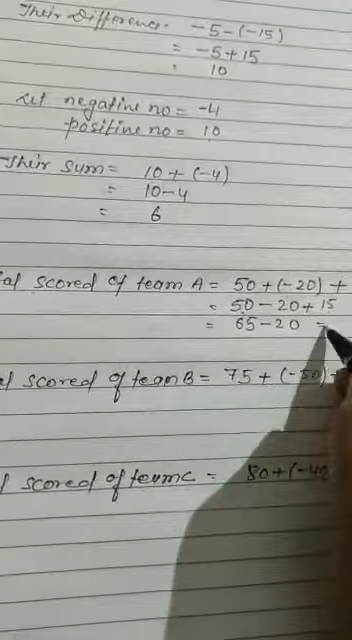 Their Difference = -5-(-15)
= -5+15
= 10
Let negative no = -4
positive no = 10
Their sum = 10+(-4)
= 10-4
= 6
al scored of team A = 50+(-20)+
= 50-20+15
= 65-20 =
scored of team B = 75+(-50)
scored of team C = 80+(-40